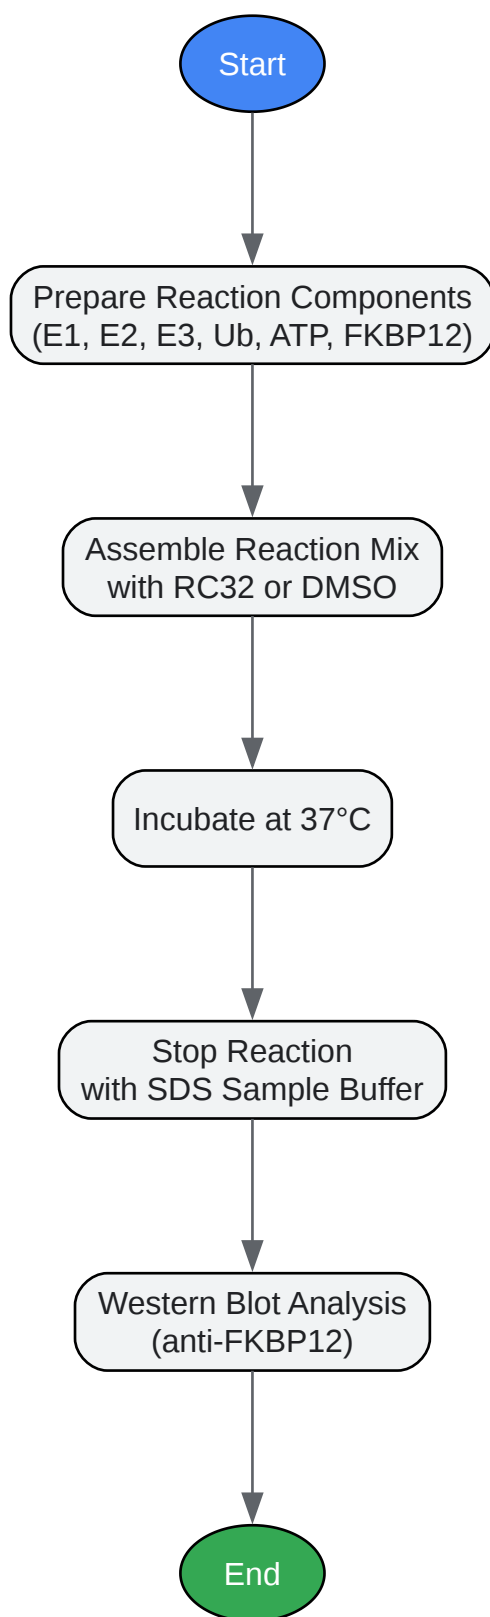 Start
Prepare Reaction Components
(E1, E2, E3, Ub, ATP, FKBP12)
Assemble Reaction Mix
with RC32 or DMSO
Incubate at 37°C
Stop Reaction
with SDS Sample Buffer
Western Blot Analysis
(anti-FKBP12)
End